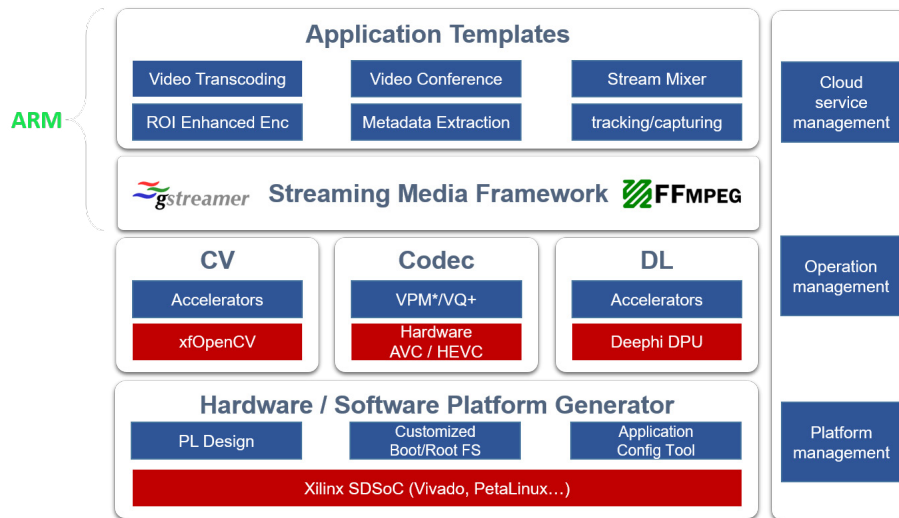 Application Templates
Video Transcoding
Video Conference
Stream Mixer
ROI Enhanced Enc
Metadata Extraction
tracking/capturing
ARM
gstreamer
Streaming Media Framework
FFMPEG
CV
Codec
DL
Accelerators
VPM*/VQ+
Accelerators
xfOpenCV
Hardware
AVC / HEVC
Deephi DPU
Hardware / Software Platform Generator
PL Design
Customized
Boot/Root FS
Application
Config Tool
Xilinx SDSoC (Vivado, PetaLinux…)
Cloud
service
management
Operation
management
Platform
management